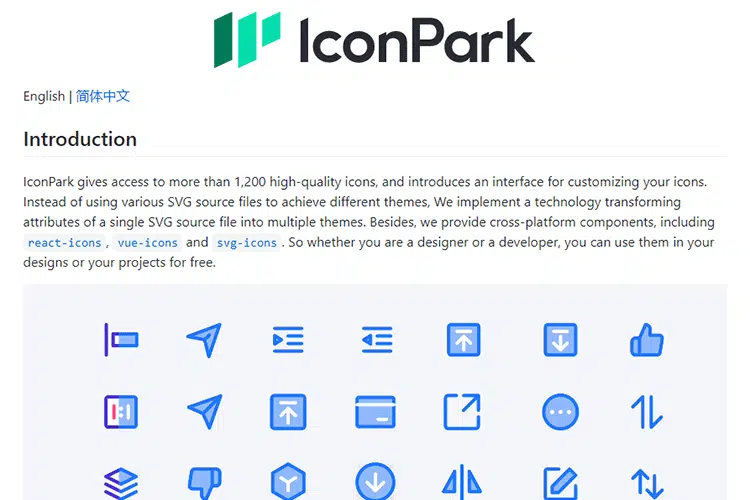 IconPark
English | 简体中文
Introduction
IconPark gives access to more than 1,200 high-quality icons, and introduces an interface for customizing your icons.
Instead of using various SVG source files to achieve different themes, We implement a technology transforming
attributes of a single SVG source file into multiple themes. Besides, we provide cross-platform components, including
react-icons, vue-icons and svg-icons. So whether you are a designer or a developer, you can use them in your
designs or your projects for free.